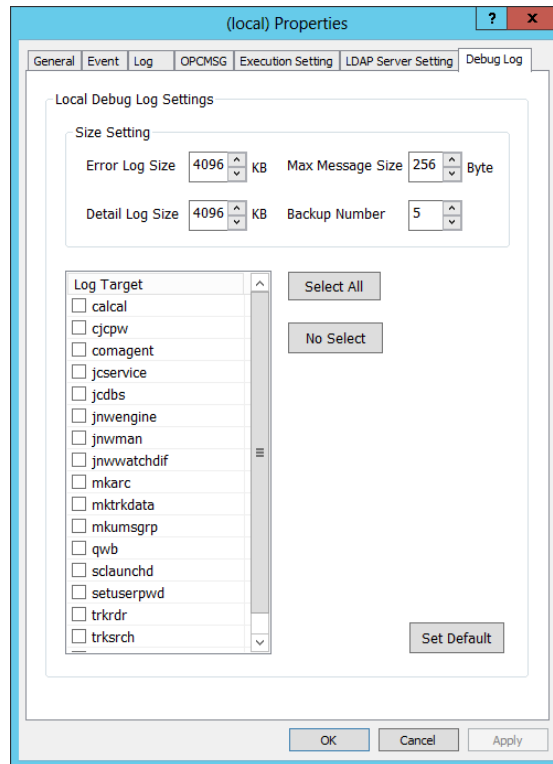 (local) Properties
? x
General Event Log OPCMSG Execution Setting LDAP Server Setting Debug Log
Local Debug Log Settings
Size Setting
Error Log Size 4096 KB Max Message Size 256 Byte
Detail Log Size 4096 KB Backup Number 5
Log Target
Select All
calcal
cjcpw
No Select
comagent
jcservice
jcdbs
jnwengine
jnwman
jnwwatchdif
mkarc
mktrkdata
mkumsgrp
qwb
sclaunchd
setuserpwd
trkrdr
trksrch
Set Default
OK Cancel Apply